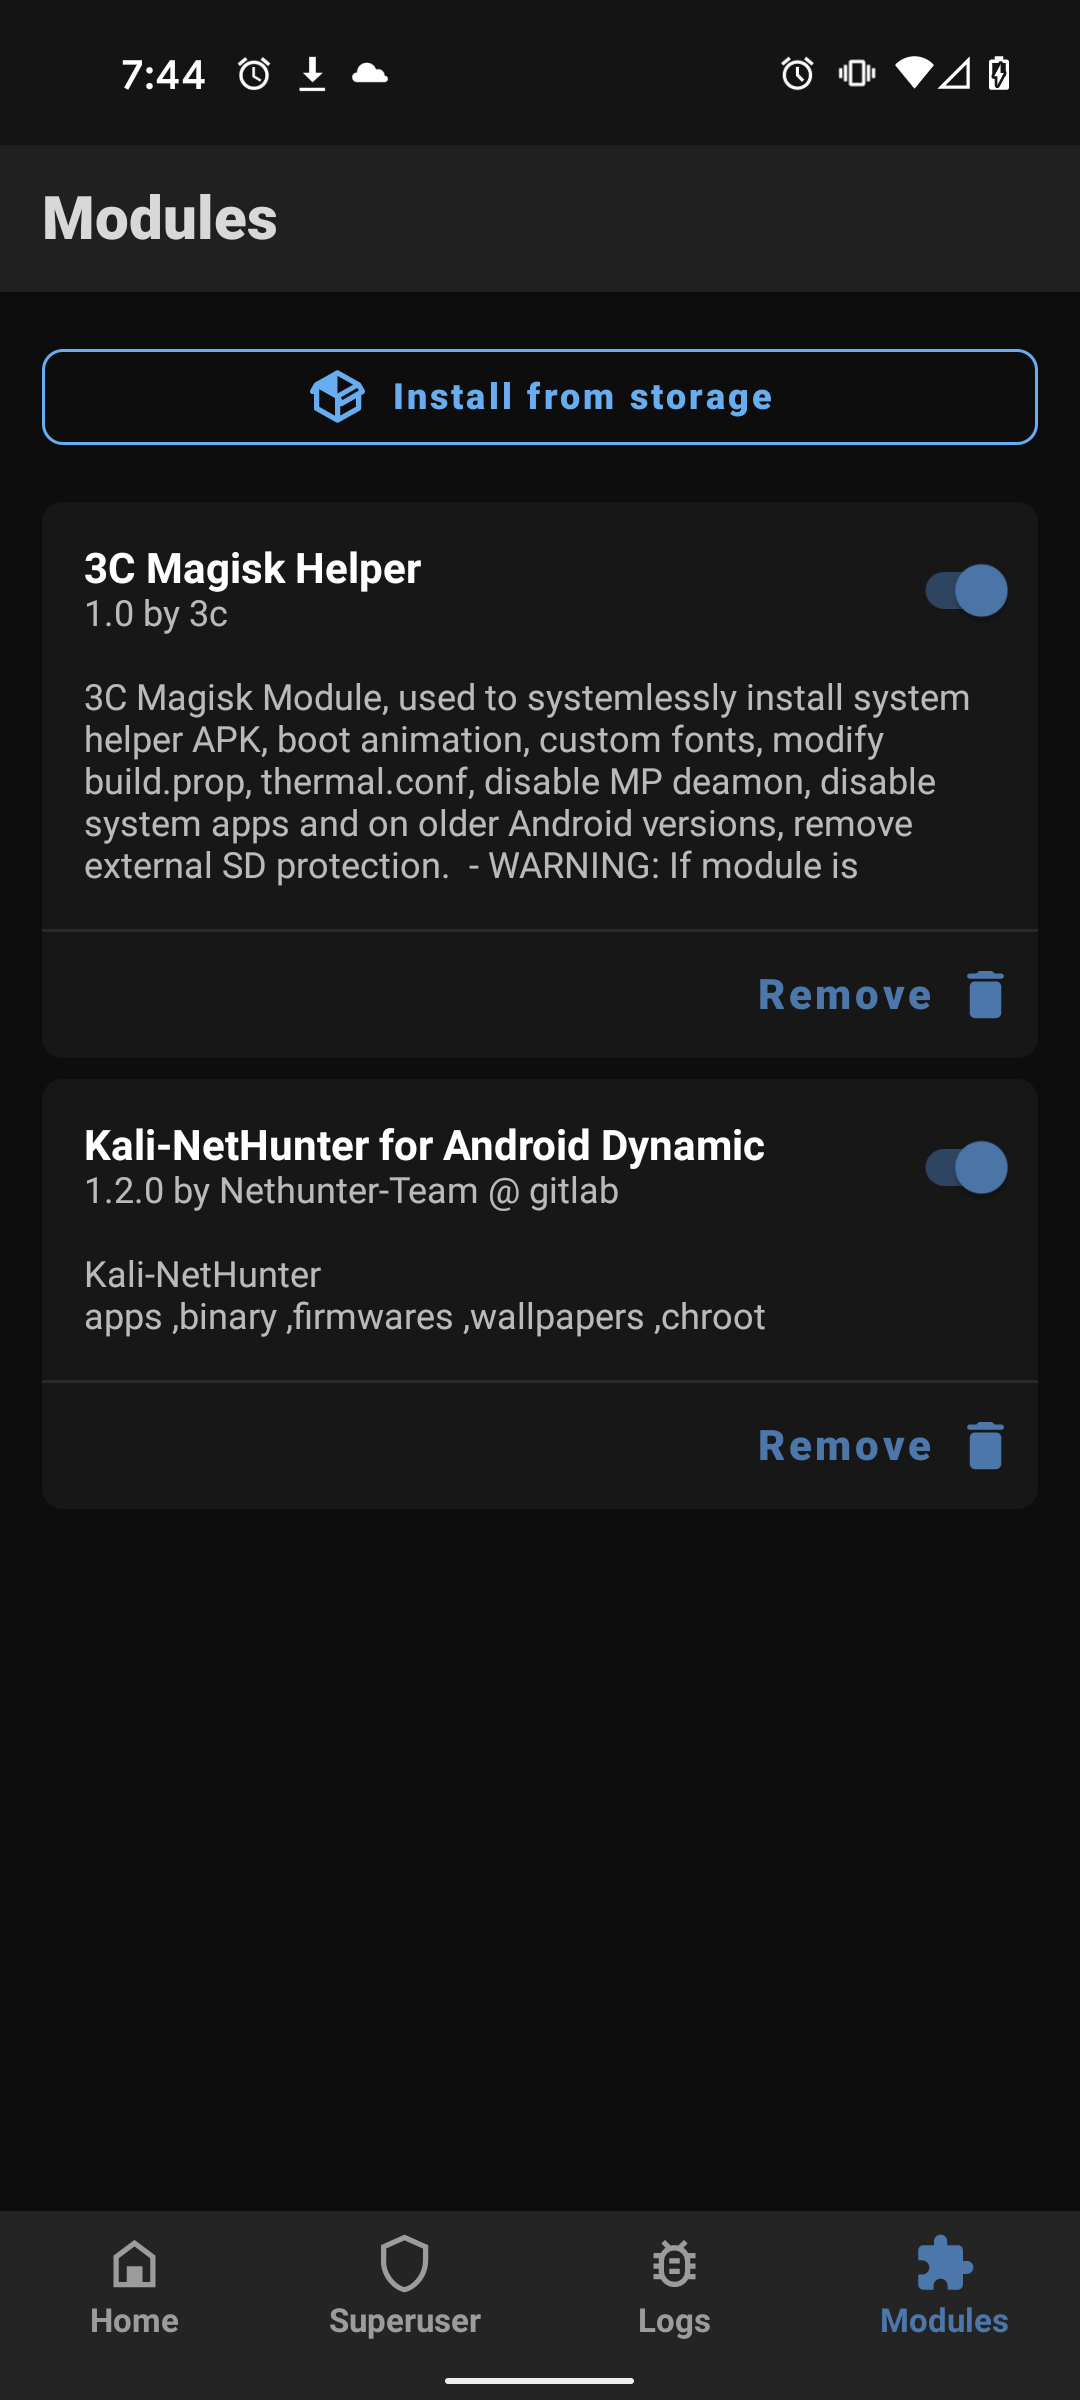 7:44
Modules
Install from storage
3C Magisk Helper
1.0 by 3c
3C Magisk Module, used to systemlessly install system
helper APK, boot animation, custom fonts, modify
build.prop, thermal.conf, disable MP deamon, disable
system apps and on older Android versions, remove
external SD protection.  - WARNING: If module is
Remove
Kali-NetHunter for Android Dynamic
1.2.0 by Nethunter-Team @ gitlab
Kali-NetHunter
apps ,binary ,firmwares ,wallpapers ,chroot
Remove
Home
Superuser
Logs
Modules